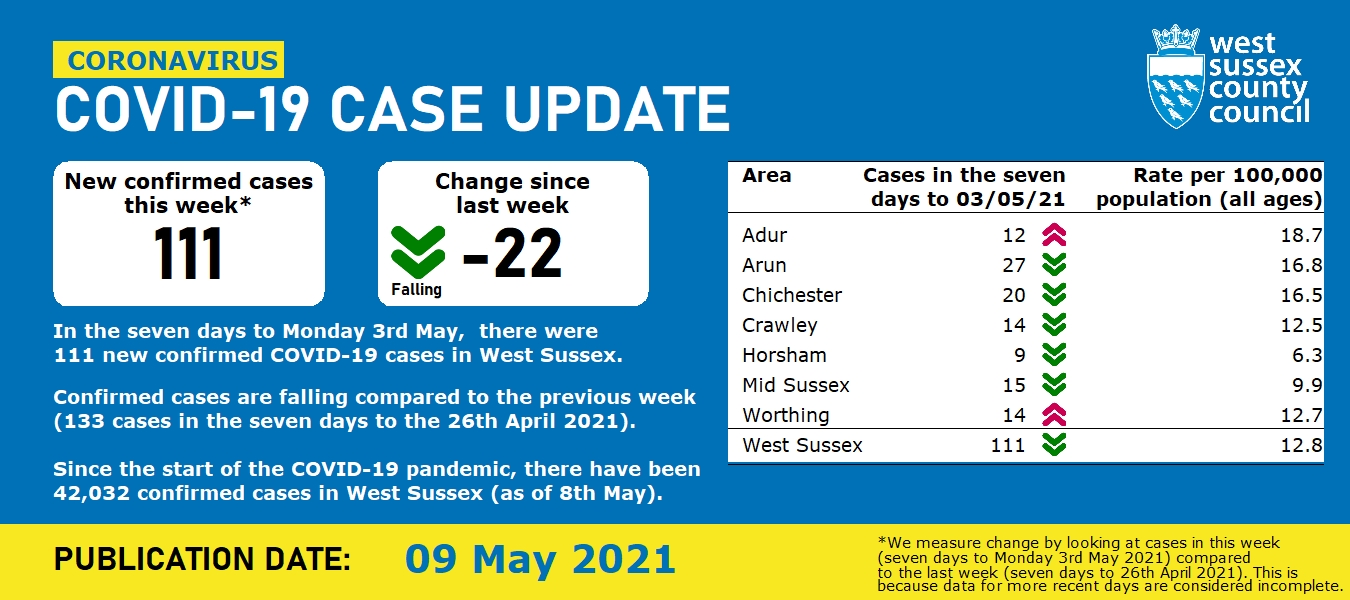 CORONAVIRUS
COVID-19 CASE UPDATE
west
sussex
county
council
New confirmed cases
this week*
111
Change since
last week
-22
Falling
In the seven days to Monday 3rd May, there were
111 new confirmed COVID-19 cases in West Sussex.
Confirmed cases are falling compared to the previous week
(133 cases in the seven days to the 26th April 2021).
Since the start of the COVID-19 pandemic, there have been
42,032 confirmed cases in West Sussex (as of 8th May).
Area Cases in the seven Rate per 100,000
days to 03/05/21 population (all ages)
Adur 12 18.7
Arun 27 16.8
Chichester 20 16.5
Crawley 14 12.5
Horsham 9 6.3
Mid Sussex 15 9.9
Worthing 14 12.7
West Sussex 111 12.8
PUBLICATION DATE: 09 May 2021
*We measure change by looking at cases in this week
(seven days to Monday 3rd May 2021) compared
to the last week (seven days to 26th April 2021). This is
because data for more recent days are considered incomplete.